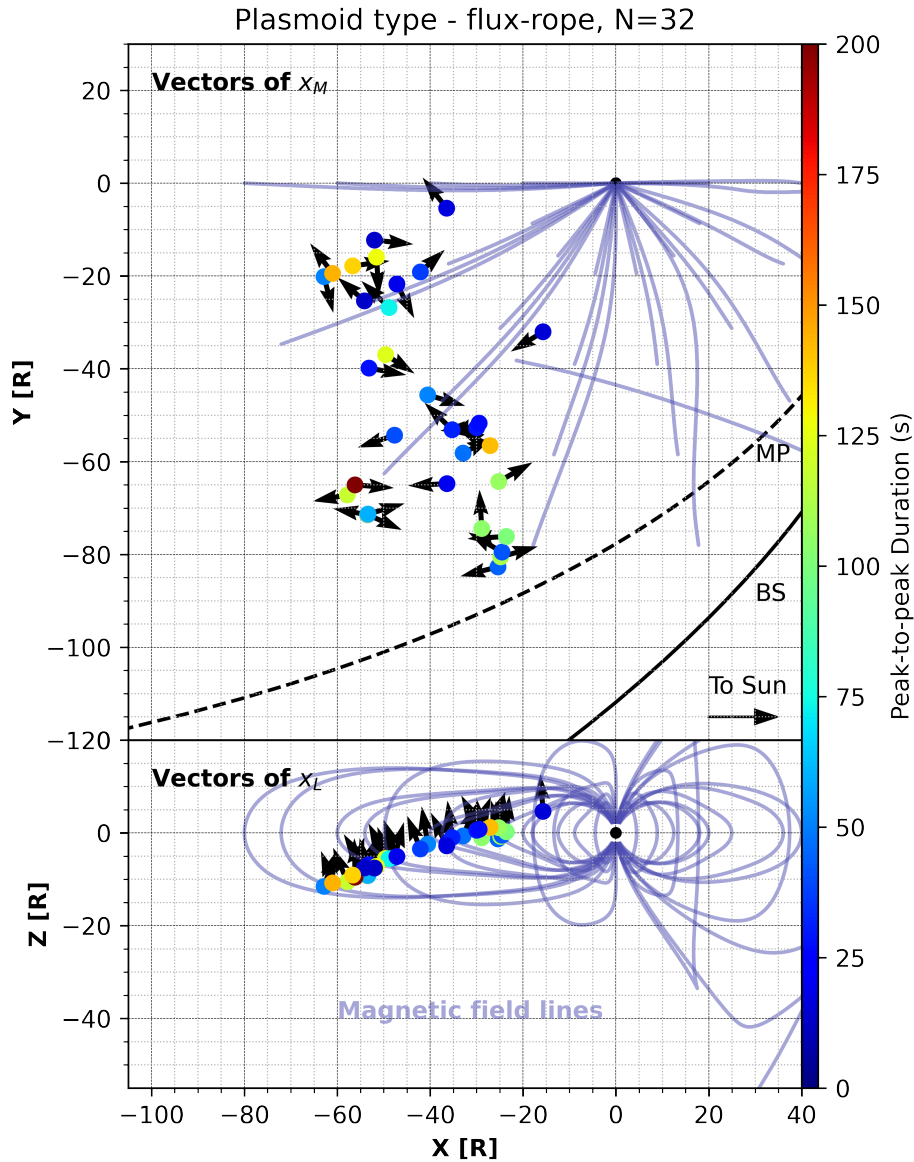 Plasmoid type - flux-rope, N=32
Vectors of x_M
20
0
−20
−40
−60
−80
−100
−120
Y [R]
MP
BS
To Sun
Vectors of x_L
0
−20
−40
Z [R]
Magnetic field lines
−100
−80
−60
−40
−20
0
20
40
X [R]
200
175
150
125
100
75
50
25
0
Peak-to-peak Duration (s)